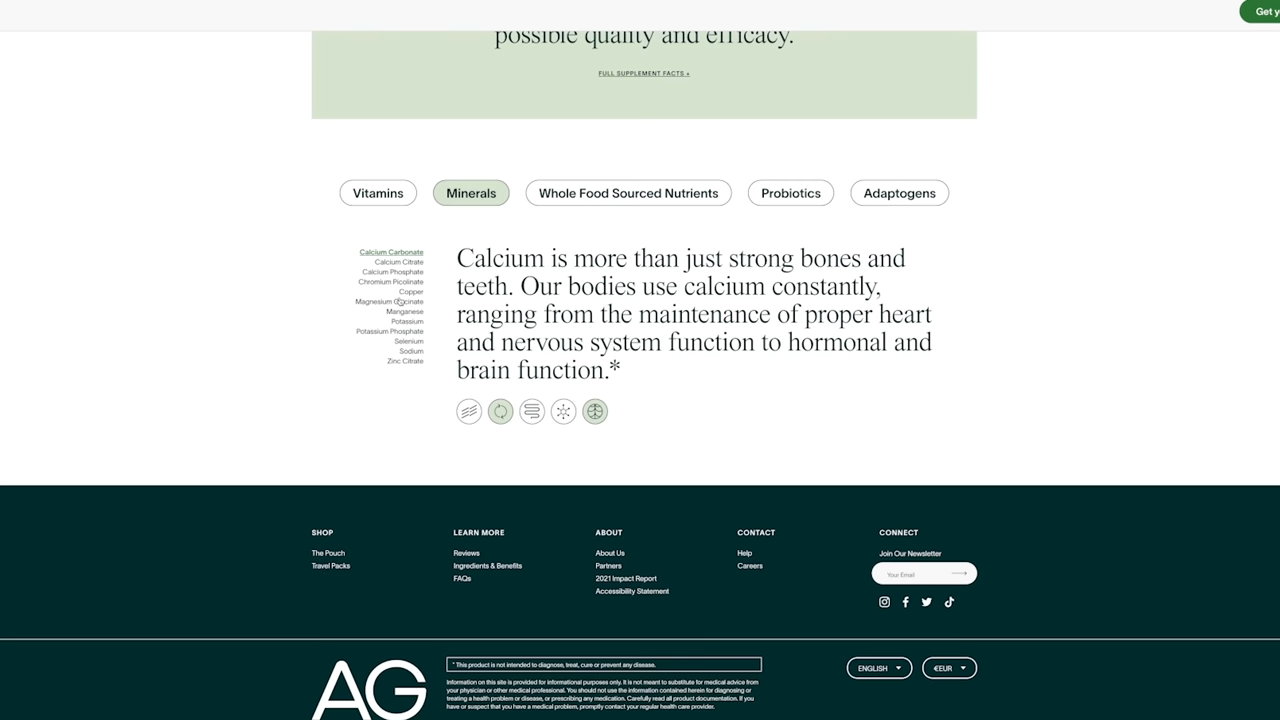 Get y
possible quality and efficacy.
FULL SUPPLEMENT FACTS +
Vitamins
Minerals
Whole Food Sourced Nutrients
Probiotics
Adaptogens
Calcium Carbonate
Calcium Citrate
Calcium Phosphate
Chromium Picolinate
Copper
Magnesium Glycinate
Manganese
Potassium
Potassium Phosphate
Selenium
Sodium
Zinc Citrate
Calcium is more than just strong bones and
teeth. Our bodies use calcium constantly,
ranging from the maintenance of proper heart
and nervous system function to hormonal and
brain function.*
SHOP
The Pouch
Travel Packs
LEARN MORE
Reviews
Ingredients & Benefits
FAQs
ABOUT
About Us
Partners
2021 Impact Report
Accessibility Statement
CONTACT
Help
Careers
CONNECT
Join Our Newsletter
Your Email
AG
* This product is not intended to diagnose, treat, cure or prevent any disease.
Information on this site is provided for informational purposes only. It is not meant to substitute for medical advice from
your physician or other medical professional. You should not use the information contained herein for diagnosing or
treating a health problem or disease, or prescribing any medication. Carefully read all product documentation. If you
have or suspect that you have a medical problem, promptly contact your regular health care provider.
ENGLISH
€EUR